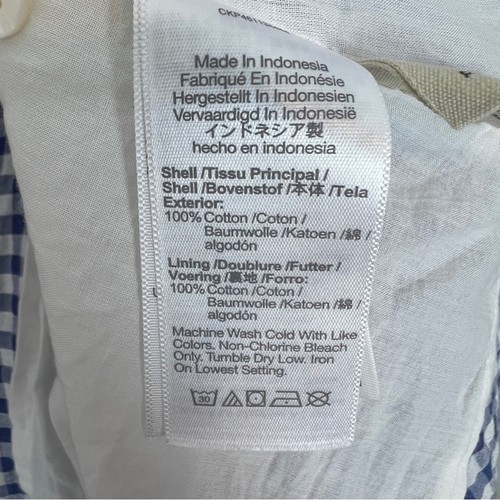 Made In Indonesia
Fabriqué En Indonésie
Hergestellt In Indonesien
Vervaardigd In Indonesië
インドネシア製
hecho en indonesia
Shell /Tissu Principal /
Shell /Bovenstof /本体 /Tela
Exterior:
100% Cotton /Coton /
Baumwolle /Katoen /綿 /
algodón
Lining /Doublure /Futter /
Voering /裏地 /Forro:
100% Cotton /Coton /
Baumwolle /Katoen /綿 /
algodón
Machine Wash Cold With Like
Colors. Non-Chlorine Bleach
Only. Tumble Dry Low. Iron
On Lowest Setting.
30